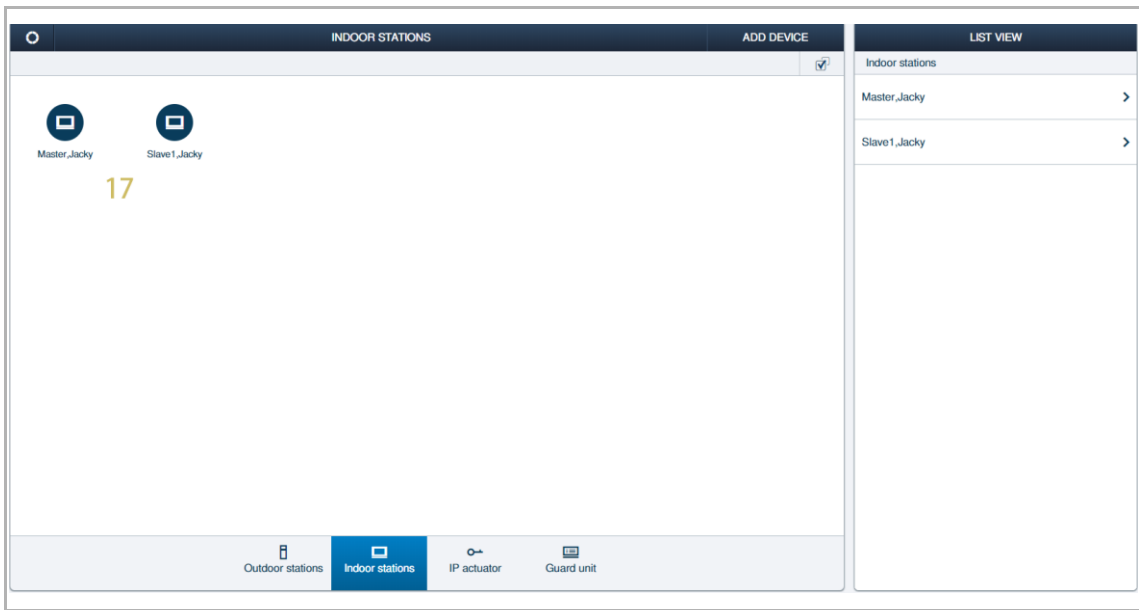 INDOOR STATIONS
ADD DEVICE
Master,Jacky
Slave1,Jacky
17
Outdoor stations
Indoor stations
IP actuator
Guard unit
LIST VIEW
Indoor stations
Master,Jacky
Slave1,Jacky